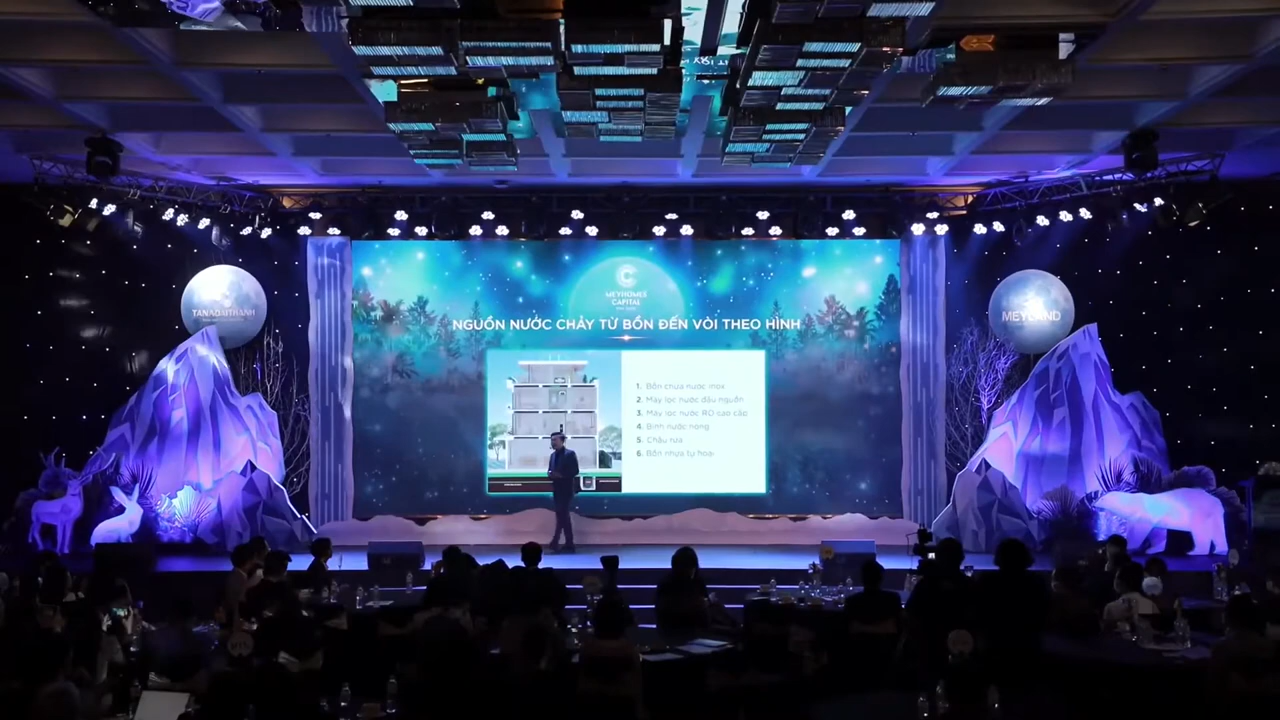 MEYHOMES
CAPITAL
NGUỒN NƯỚC CHẢY TỪ BỒN ĐẾN VÒI THEO HÌNH
TANADAITHANH
MEYLAND
1. Bồn chứa nước inox
2. Máy lọc nước đầu nguồn
3. Máy lọc nước RO cao cấp
4. Bình nước nóng
5. Chậu rửa
6. Bồn nhựa tự hoại